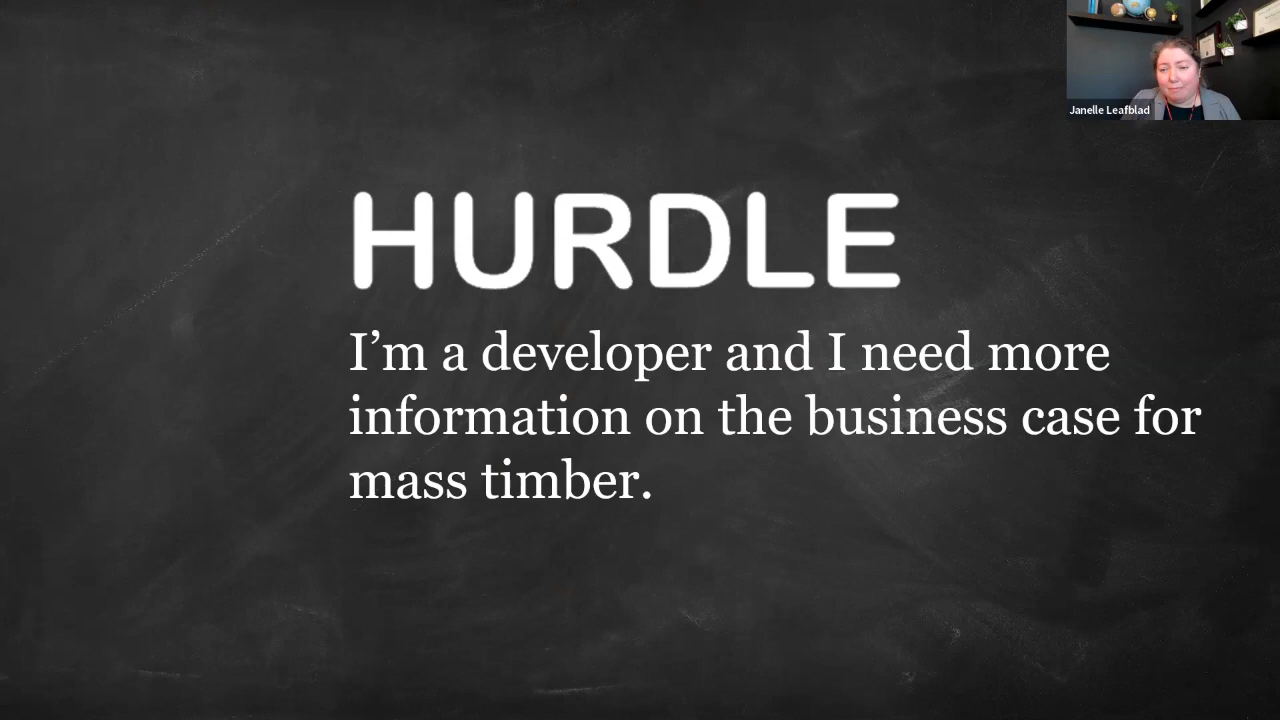 Janelle Leafblad
HURDLE
I’m a developer and I need more
information on the business case for
mass timber.